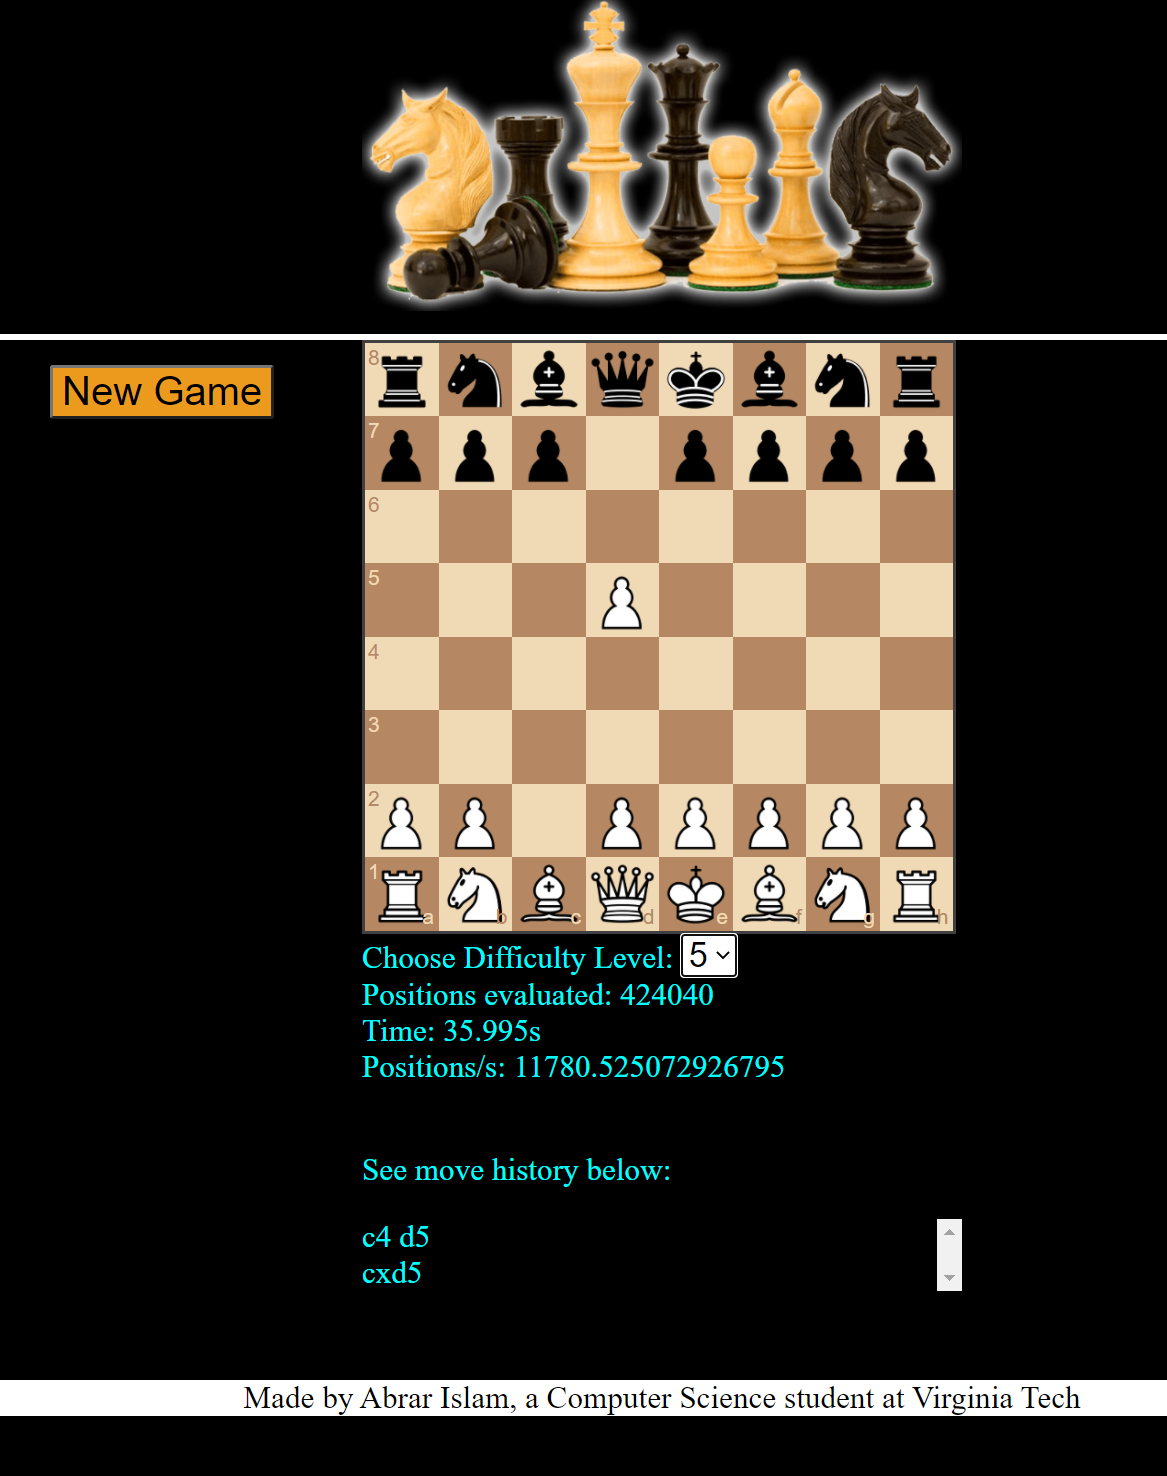 New Game
8
7
6
5
4
3
2
1
a b c d e f g h
Choose Difficulty Level: 5
Positions evaluated: 424040
Time: 35.995s
Positions/s: 11780.525072926795
See move history below:
c4 d5
cxd5
Made by Abrar Islam, a Computer Science student at Virginia Tech